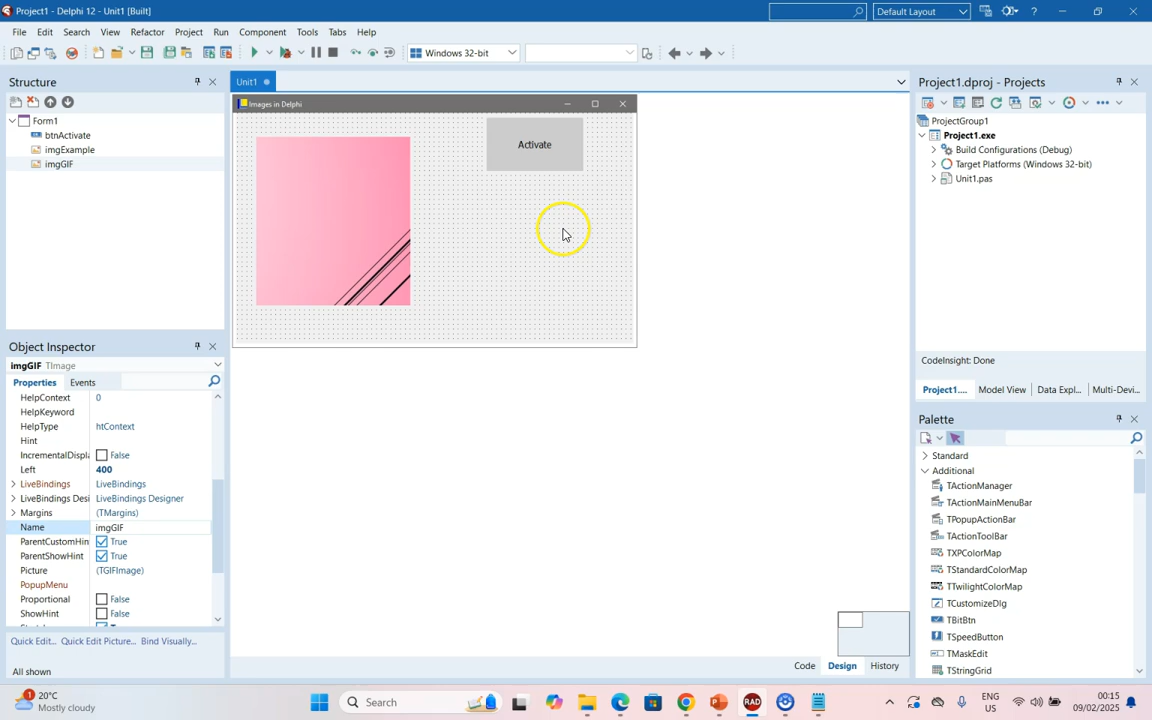 Project1 - Delphi 12 - Unit1 [Built]
Default Layout
File Edit Search View Refactor Project Run Component Tools Tabs Help
Windows 32-bit
Structure
Form1
btnActivate
imgExample
imgGIF
Unit1
Images in Delphi
Activate
Object Inspector
imgGIF TImage
Properties Events
HelpContext 0
HelpKeyword
HelpType htContext
Hint
IncrementalDispl False
Left 400
LiveBindings LiveBindings
LiveBindings Desi LiveBindings Designer
Margins (TMargins)
Name imgGIF
ParentCustomHin True
ParentShowHint True
Picture (TGIFImage)
PopupMenu
Proportional False
ShowHint False
Quick Edit... Quick Edit Picture... Bind Visually...
All shown
Code Design History
Project1.dproj - Projects
ProjectGroup1
Project1.exe
Build Configurations (Debug)
Target Platforms (Windows 32-bit)
Unit1.pas
CodeInsight: Done
Project1.... Model View Data Expl... Multi-Devi...
Palette
Standard
Additional
TActionManager
TActionMainMenuBar
TPopupActionBar
TActionToolBar
TXPColorMap
TStandardColorMap
TTwilightColorMap
TCustomizeDlg
TBitBtn
TSpeedButton
TMaskEdit
TStringGrid
1
20°C
Mostly cloudy
Search
RAD
ENG
US
00:15
09/02/2025